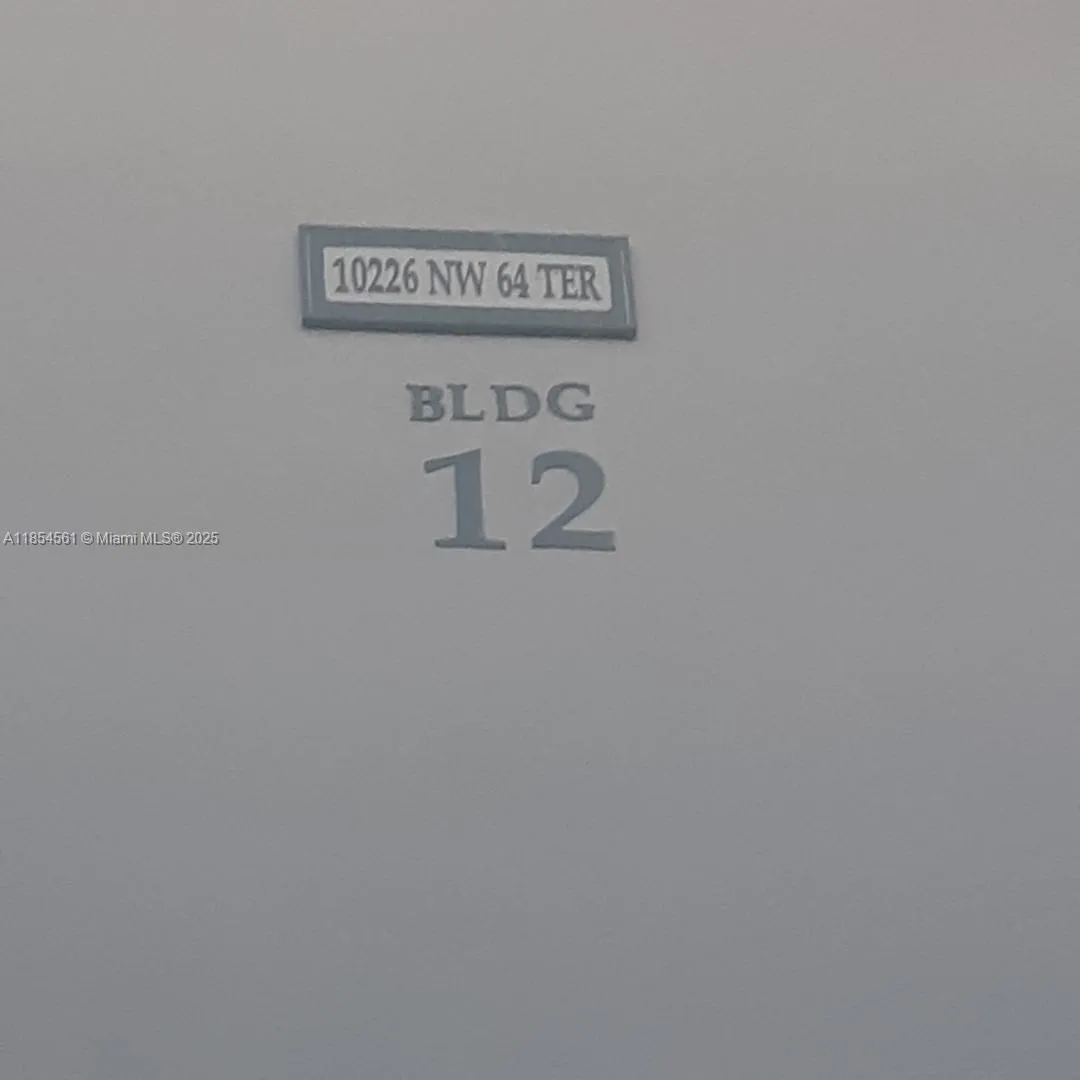 10226 NW 64 TER
BLDG
12
A11854561 © Miami MLS® 2025